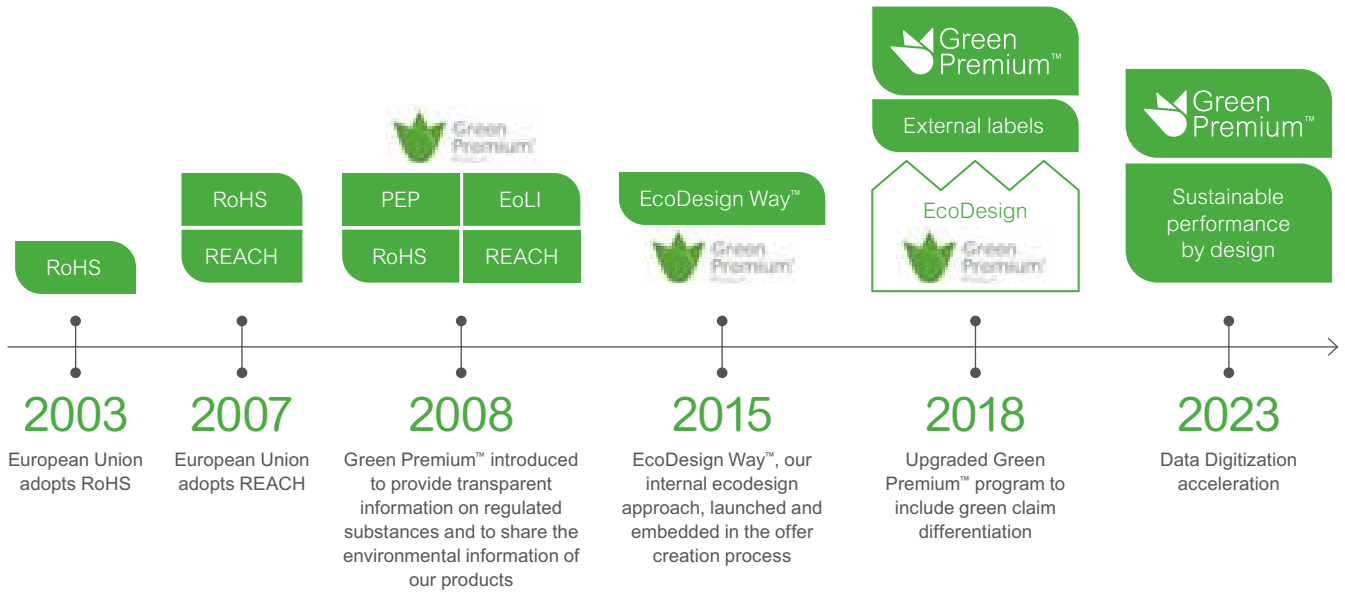 Green
Premium™
External labels
EcoDesign
Green
Premium
Green
Premium™
Sustainable
performance
by design
Green
Premium
PEP
EoLI
RoHS
REACH
EcoDesign Way™
Green
Premium
RoHS
REACH
RoHS
2003
European Union
adopts RoHS
2007
European Union
adopts REACH
2008
Green Premium™ introduced
to provide transparent
information on regulated
substances and to share the
environmental information of
our products
2015
EcoDesign Way™, our
internal ecodesign
approach, launched and
embedded in the offer
creation process
2018
Upgraded Green
Premium™ program to
include green claim
differentiation
2023
Data Digitization
acceleration